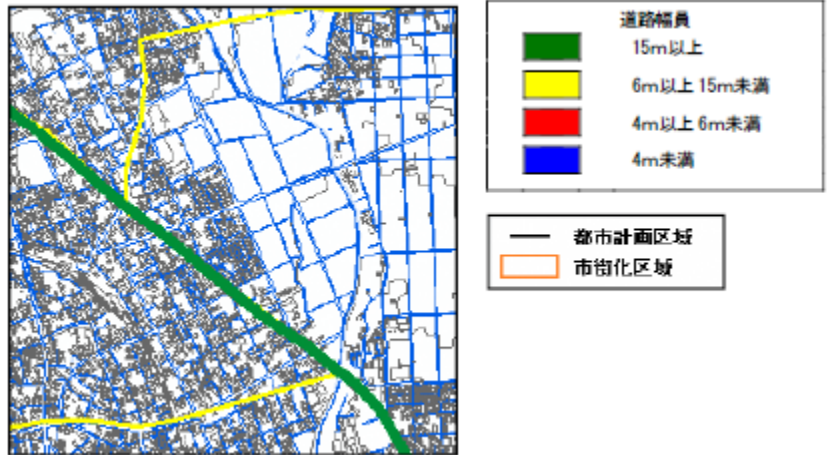 道路幅員
15m以上
6m以上 15m未満
4m以上 6m未満
4m未満
都市計画区域
市街化区域